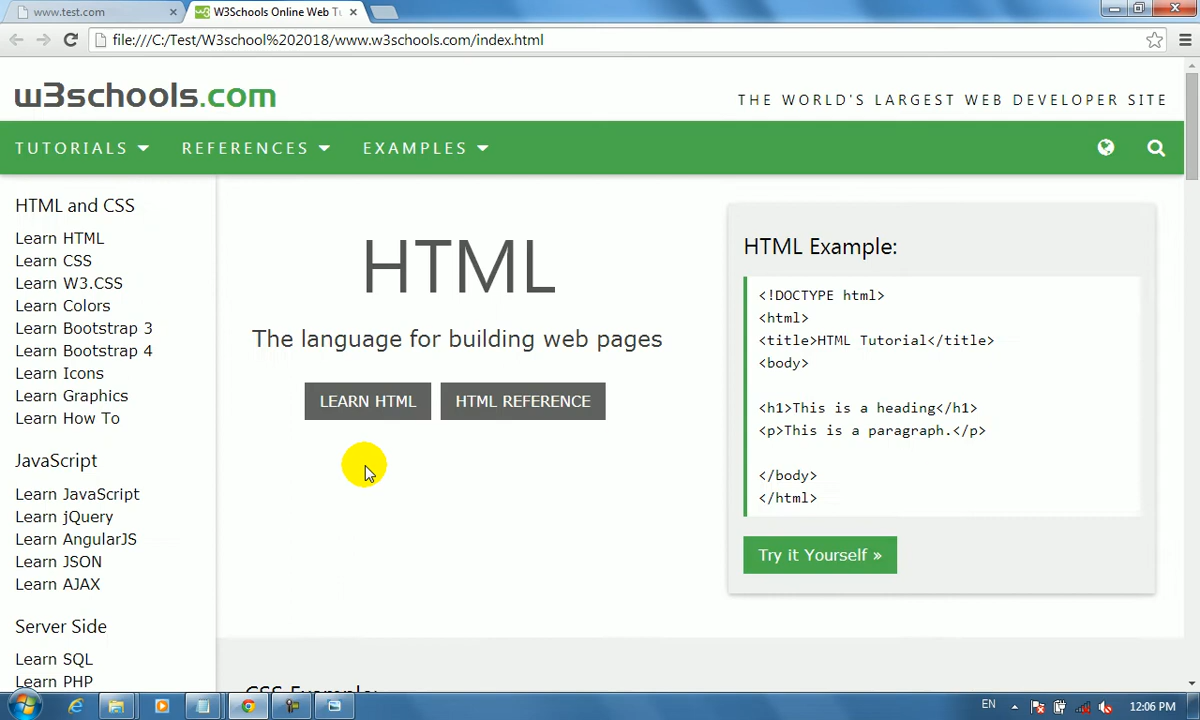 www.test.com
W3Schools Online Web Tu
file:///C:/Test/W3school%202018/www.w3schools.com/index.html
w3schools.com
THE WORLD'S LARGEST WEB DEVELOPER SITE
TUTORIALS REFERENCES EXAMPLES
HTML and CSS
Learn HTML
Learn CSS
Learn W3.CSS
Learn Colors
Learn Bootstrap 3
Learn Bootstrap 4
Learn Icons
Learn Graphics
Learn How To
JavaScript
Learn JavaScript
Learn jQuery
Learn AngularJS
Learn JSON
Learn AJAX
Server Side
Learn SQL
Learn PHP
HTML
The language for building web pages
LEARN HTML HTML REFERENCE
HTML Example:
<!DOCTYPE html>
<html>
<title>HTML Tutorial</title>
<body>
<h1>This is a heading</h1>
<p>This is a paragraph.</p>
</body>
</html>
Try it Yourself »
CSS Example:
EN
12:06 PM